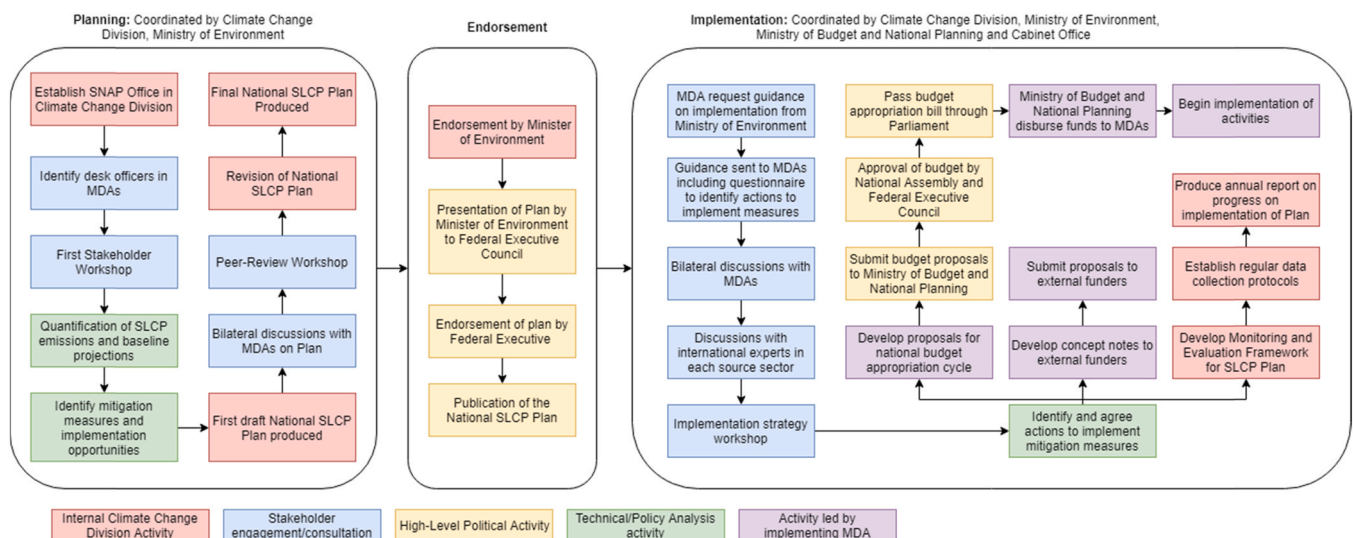 Planning: Coordinated by Climate Change
Division, Ministry of Environment
Establish SNAP Office in
Climate Change Division
Identify desk officers in
MDAs
First Stakeholder
Workshop
Quantification of SLCP
emissions and baseline
projections
Identify mitigation
measures and
implementation
opportunities
Final National SLCP Plan
Produced
Revision of National
SLCP Plan
Peer-Review Workshop
Bilateral discussions with
MDAs on Plan
First draft National SLCP
Plan produced
Endorsement
Endorsement by Minister
of Environment
Presentation of Plan by
Minister of Environment
to Federal Executive
Council
Endorsement of plan by
Federal Executive
Publication of the
National SLCP Plan
Implementation: Coordinated by Climate Change Division, Ministry of Environment,
Ministry of Budget and National Planning and Cabinet Office
MDA request guidance
on implementation from
Ministry of Environment
Guidance sent to MDAs
including questionnaire
to identify actions to
implement measures
Bilateral discussions with
MDAs
Discussions with
international experts in
each source sector
Implementation strategy
workshop
Pass budget
appropriation bill through
Parliament
Approval of budget by
National Assembly and
Federal Executive
Council
Submit budget proposals
to Ministry of Budget and
National Planning
Develop proposals for
national budget
appropriation cycle
Ministry of Budget and
National Planning
disburse funds to MDAs
Submit proposals to
external funders
Develop concept notes to
external funders
Identify and agree
actions to implement
mitigation measures
Begin implementation of
activities
Produce annual report on
progress on
implementation of Plan
Establish regular data
collection protocols
Develop Monitoring and
Evaluation Framework
for SLCP Plan
Internal Climate Change
Division Activity
Stakeholder
engagement/consultation
High-Level Political Activity
Technical/Policy Analysis
activity
Activity led by
implementing MDA